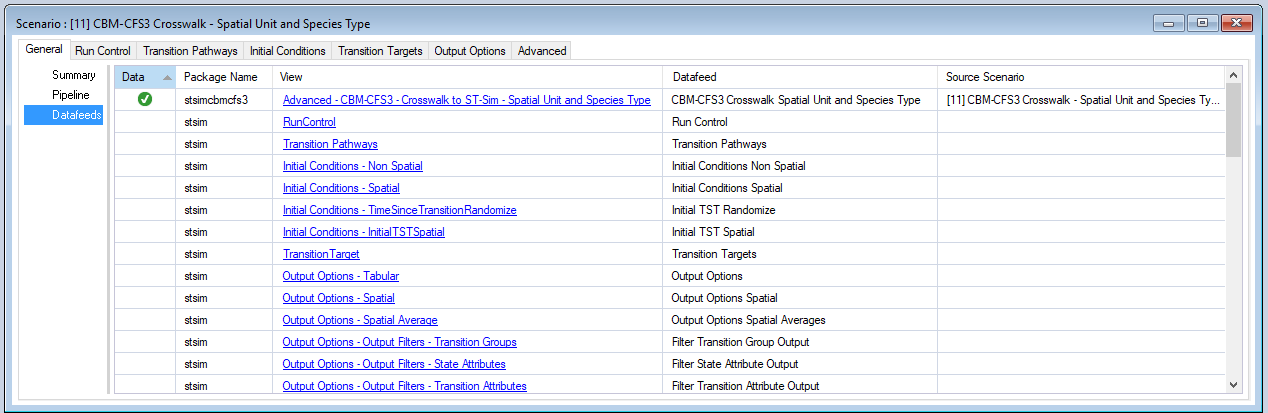 Scenario : [11] CBM-CFS3 Crosswalk - Spatial Unit and Species Type
General Run Control Transition Pathways Initial Conditions Transition Targets Output Options Advanced
Summary
Pipeline
Datafeeds
Data Package Name View Datafeed Source Scenario
stsimcbmcfs3 Advanced - CBM-CFS3 - Crosswalk to ST-Sim - Spatial Unit and Species Type CBM-CFS3 Crosswalk Spatial Unit and Species Type [11] CBM-CFS3 Crosswalk - Spatial Unit and Species Ty...
stsim RunControl Run Control
stsim Transition Pathways Transition Pathways
stsim Initial Conditions - Non Spatial Initial Conditions Non Spatial
stsim Initial Conditions - Spatial Initial Conditions Spatial
stsim Initial Conditions - TimeSinceTransitionRandomize Initial TST Randomize
stsim Initial Conditions - InitialTSTSpatial Initial TST Spatial
stsim TransitionTarget Transition Targets
stsim Output Options - Tabular Output Options
stsim Output Options - Spatial Output Options Spatial
stsim Output Options - Spatial Average Output Options Spatial Averages
stsim Output Options - Output Filters - Transition Groups Filter Transition Group Output
stsim Output Options - Output Filters - State Attributes Filter State Attribute Output
stsim Output Options - Output Filters - Transition Attributes Filter Transition Attribute Output